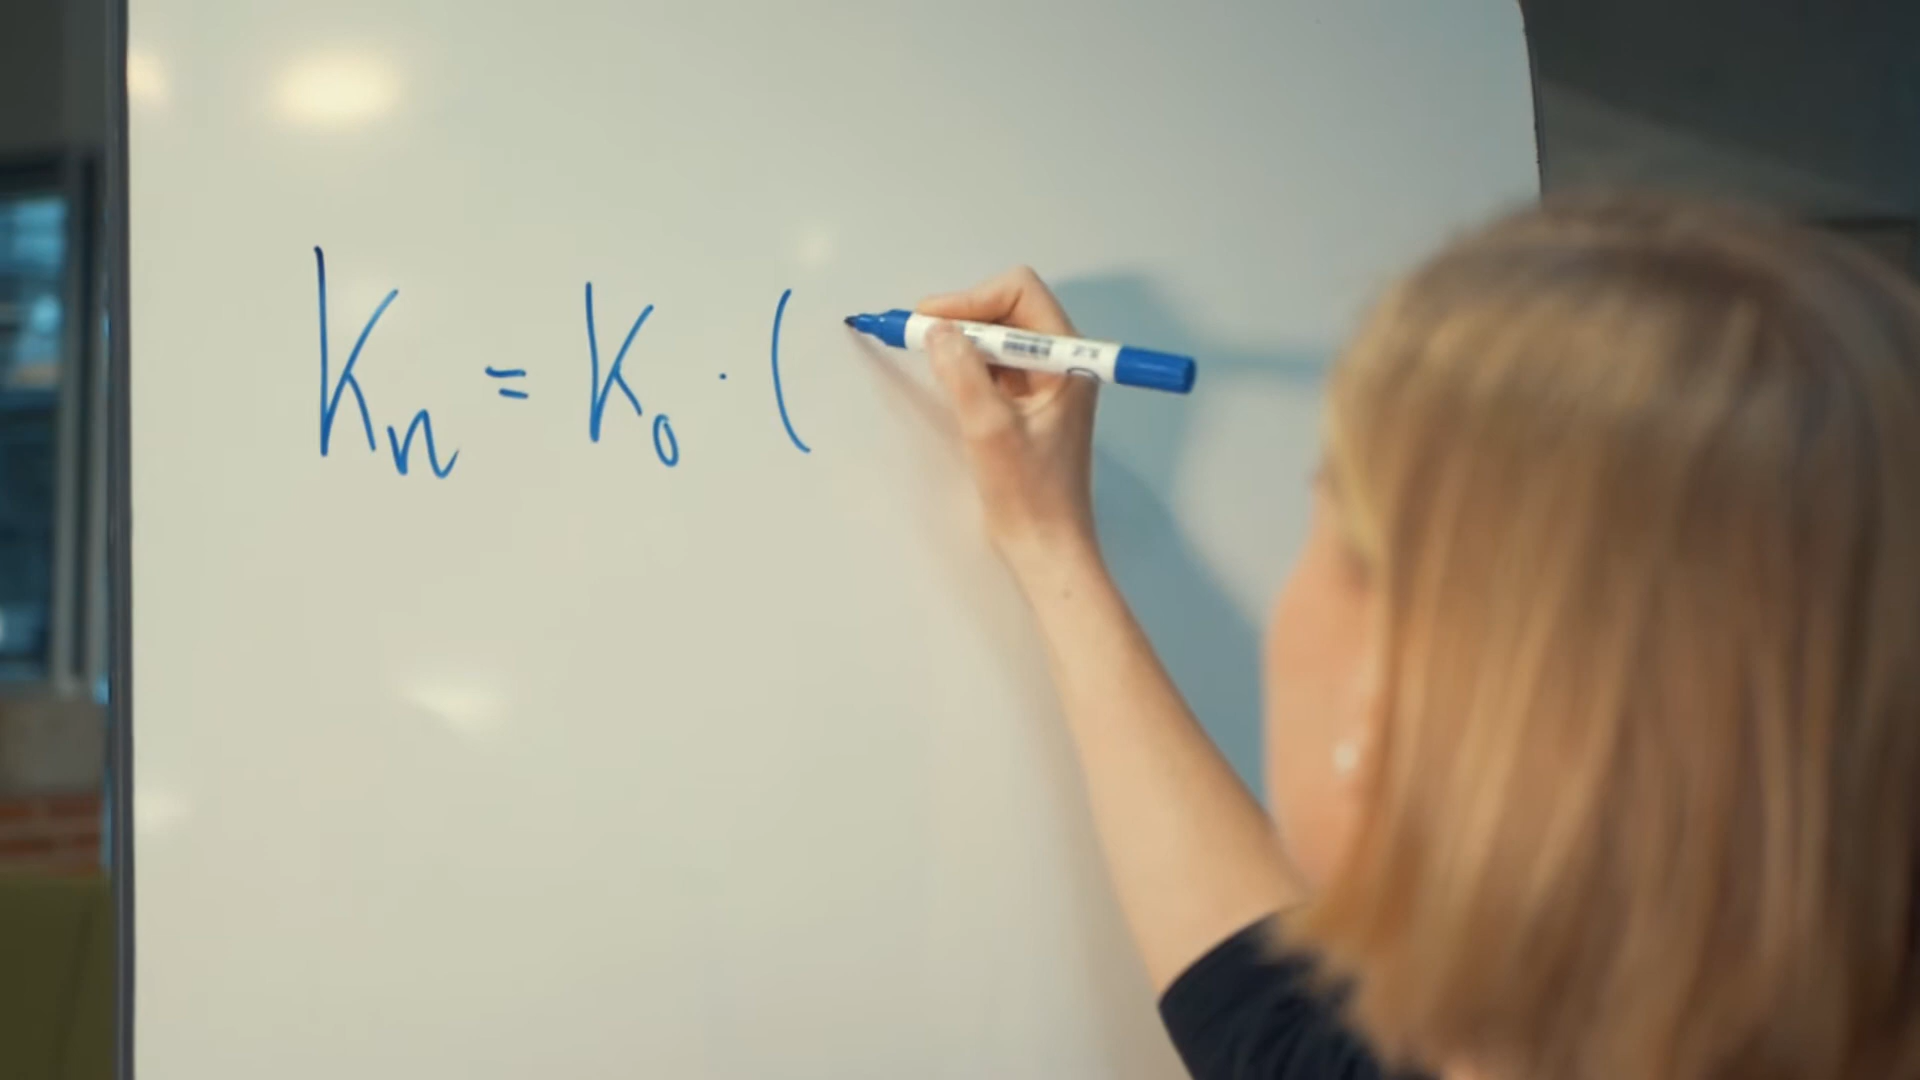 Kn = K0 · (